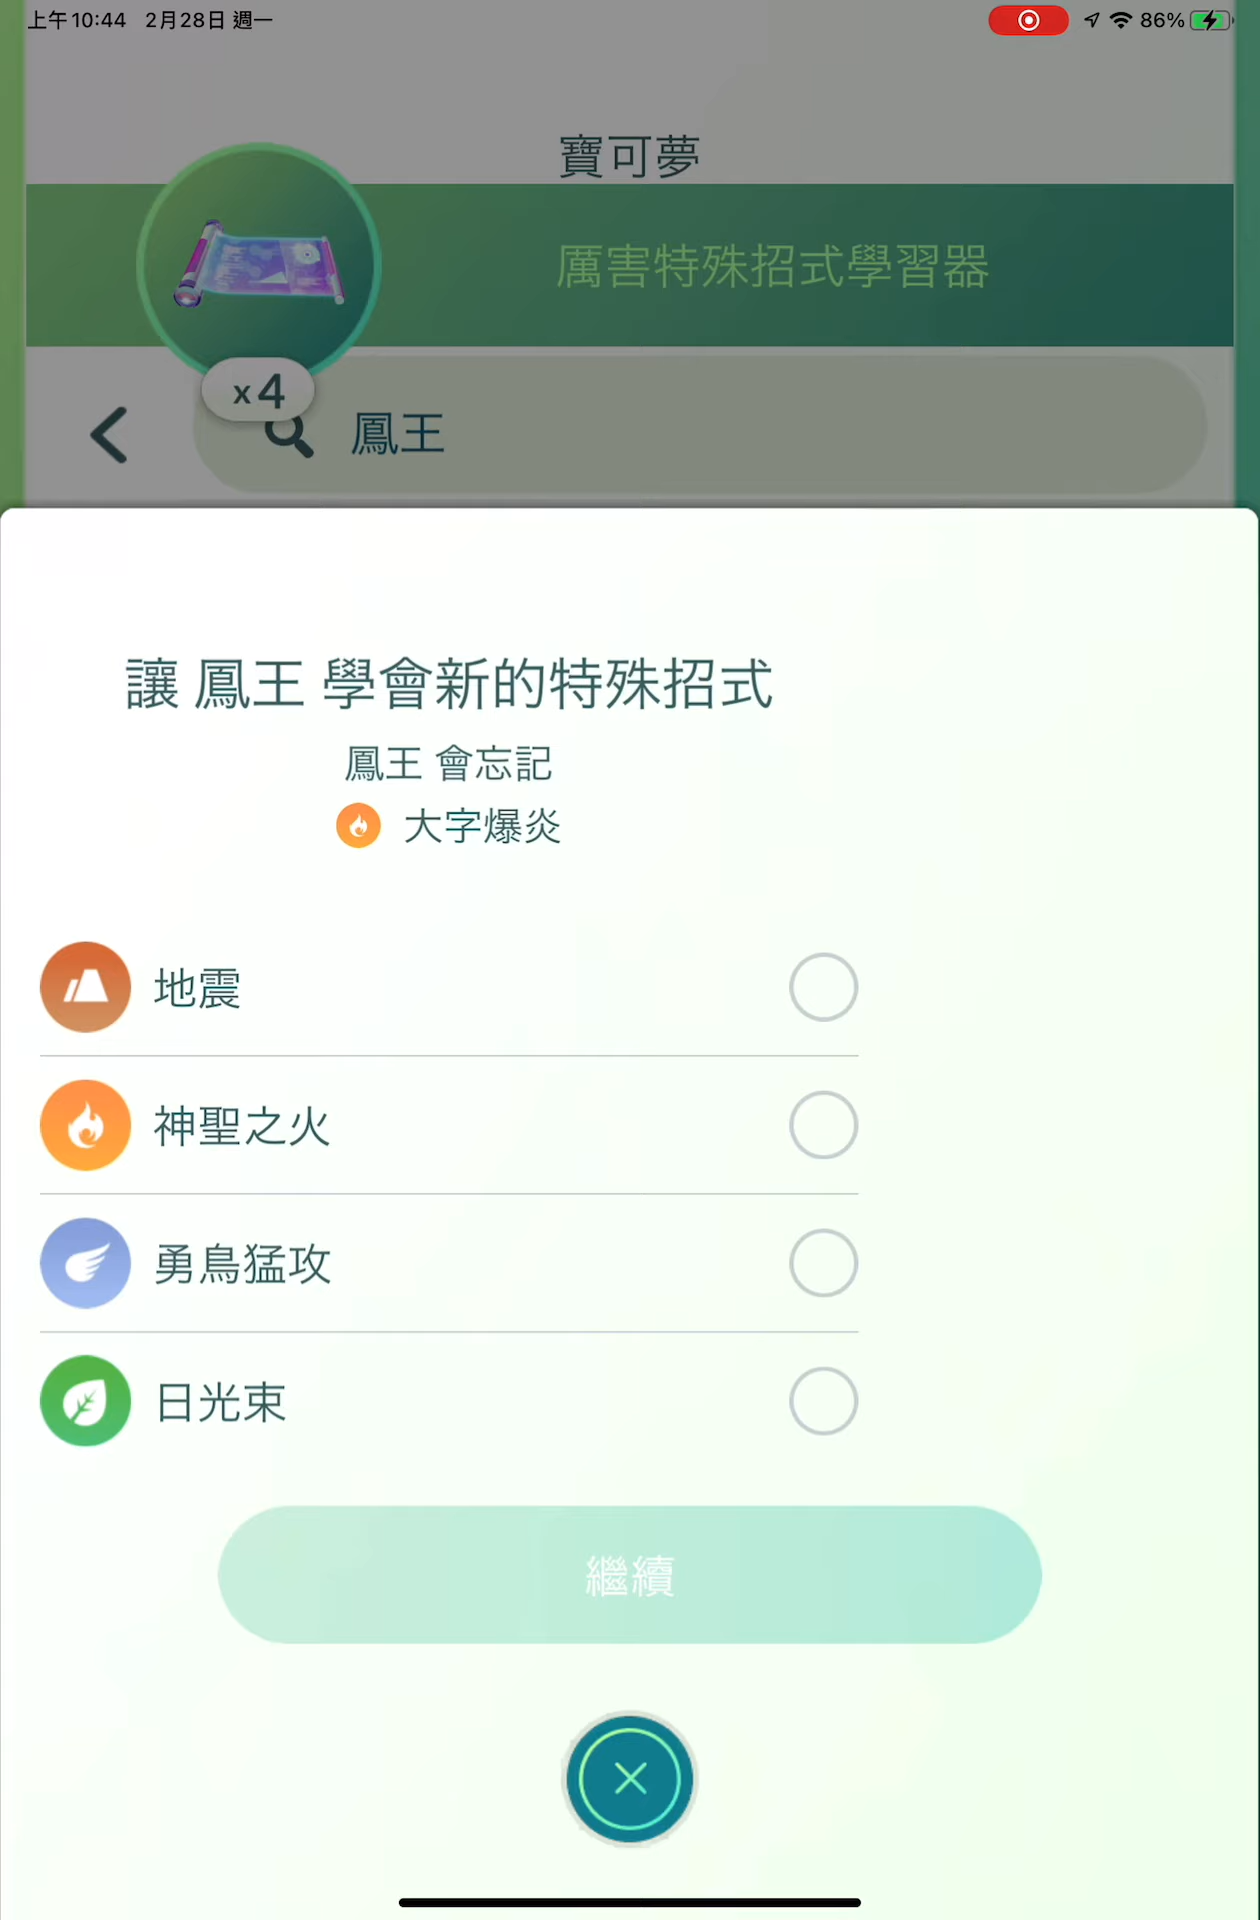 上午10:44 2月28日 週一
86%
寶可夢
厲害特殊招式學習器
x4
鳳王
讓 鳳王 學會新的特殊招式
鳳王 會忘記
大字爆炎
地震
神聖之火
勇鳥猛攻
日光束
繼續